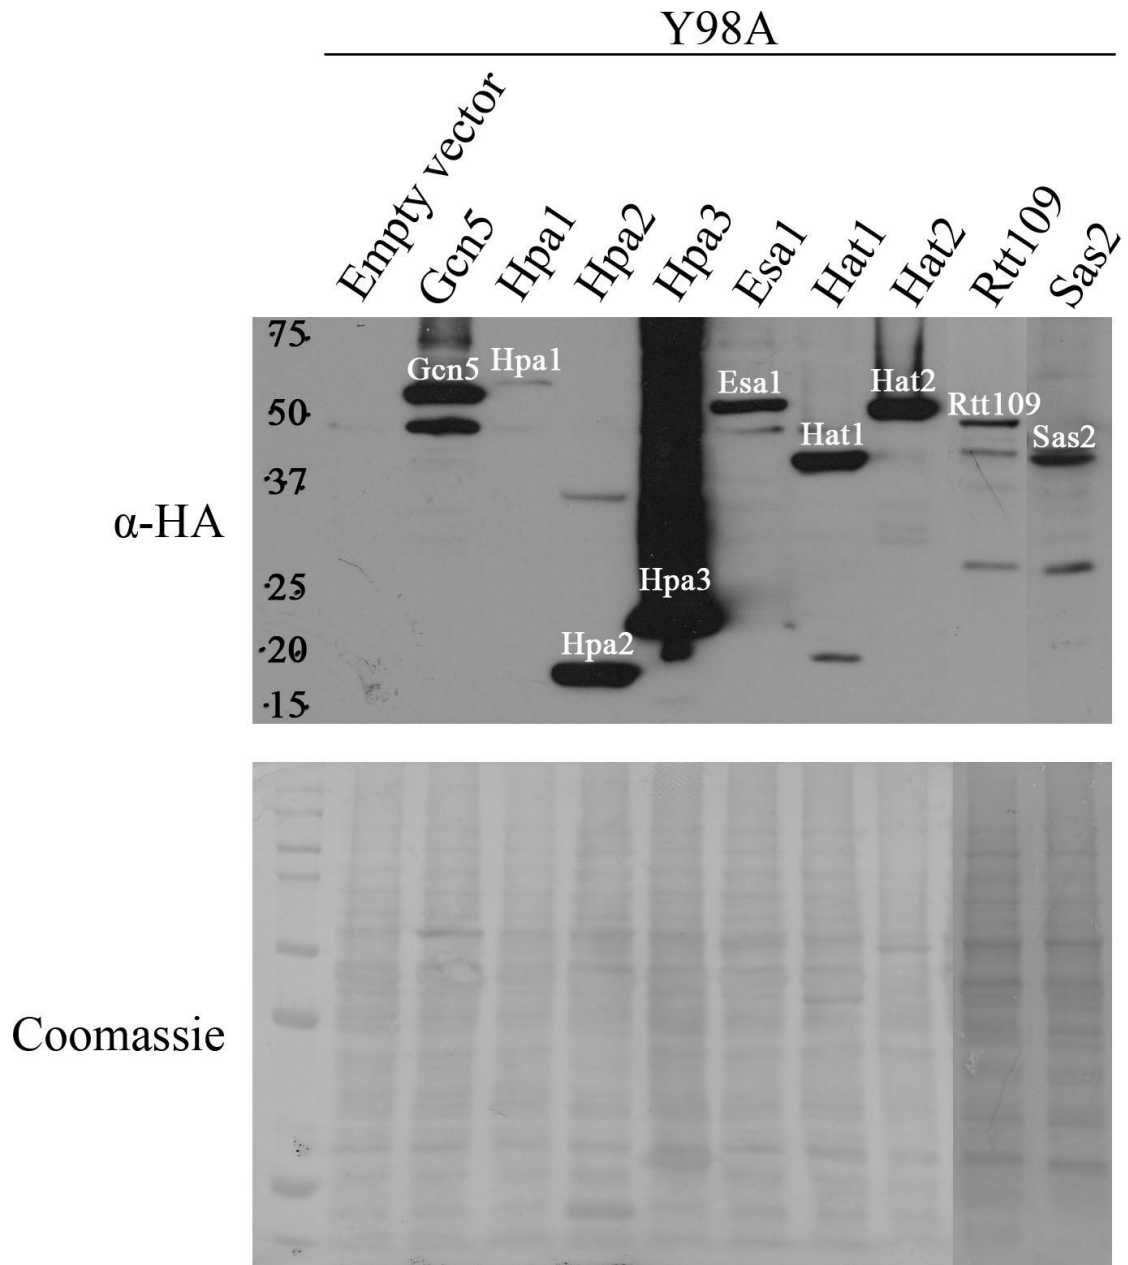 Y98A
Empty vector
Gcn5
Hpa1
Hpa2
Hpa3
Esa1
Hat1
Hat2
Rtt109
Sas2
α-HA
75
50
37
25
20
15
Gcn5
Hpa1
Hpa2
Hpa3
Esa1
Hat1
Hat2
Rtt109
Sas2
Coomassie